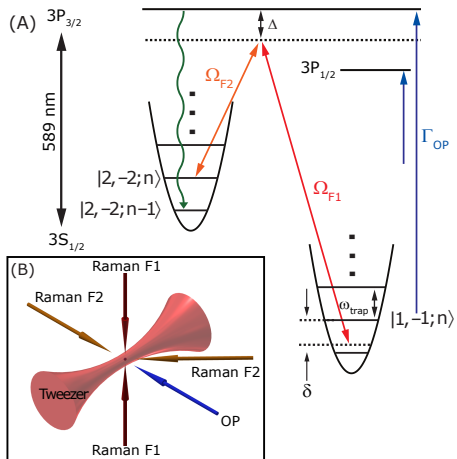 (A)
3P3/2
Δ
3P1/2
ΩF2
ΓOP
589 nm
|2,-2;n⟩
ΩF1
|2,-2;n-1⟩
3S1/2
ωtrap
|1,-1;n⟩
δ
(B)
Raman F1
Raman F2
Raman F2
Tweezer
OP
Raman F1